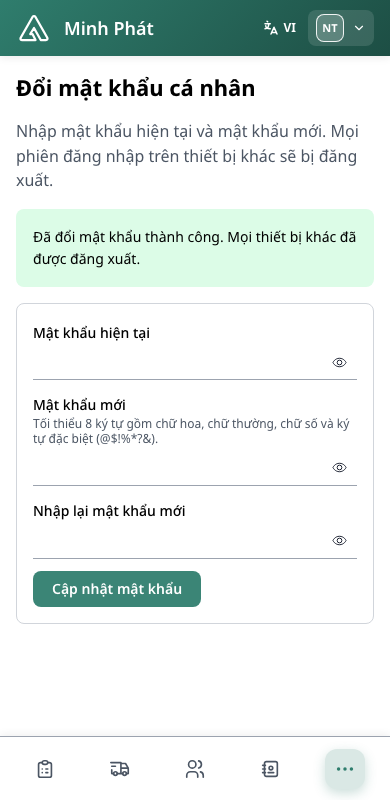 Minh Phát
VI
NT
Đổi mật khẩu cá nhân
Nhập mật khẩu hiện tại và mật khẩu mới. Mọi
phiên đăng nhập trên thiết bị khác sẽ bị đăng
xuất.
Đã đổi mật khẩu thành công. Mọi thiết bị khác đã
được đăng xuất.
Mật khẩu hiện tại
Mật khẩu mới
Tối thiểu 8 ký tự gồm chữ hoa, chữ thường, chữ số và ký
tự đặc biệt (@$!%*?&).
Nhập lại mật khẩu mới
Cập nhật mật khẩu